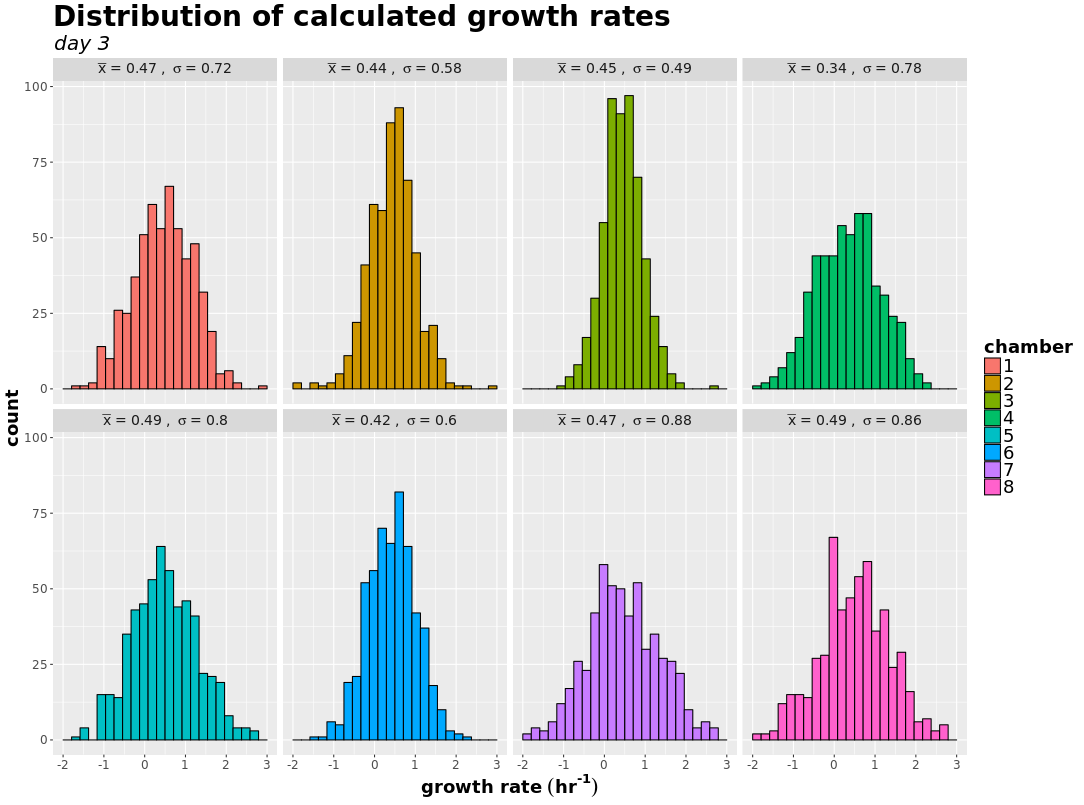 Distribution of calculated growth rates
day 3
x̅ = 0.47 , σ = 0.72
x̅ = 0.44 , σ = 0.58
x̅ = 0.45 , σ = 0.49
x̅ = 0.34 , σ = 0.78
100
75
50
25
0
x̅ = 0.49 , σ = 0.8
x̅ = 0.42 , σ = 0.6
x̅ = 0.47 , σ = 0.88
x̅ = 0.49 , σ = 0.86
100
75
50
25
0
-2 -1 0 1 2 3
-2 -1 0 1 2 3
-2 -1 0 1 2 3
-2 -1 0 1 2 3
count
growth rate (hr⁻¹)
chamber
1
2
3
4
5
6
7
8